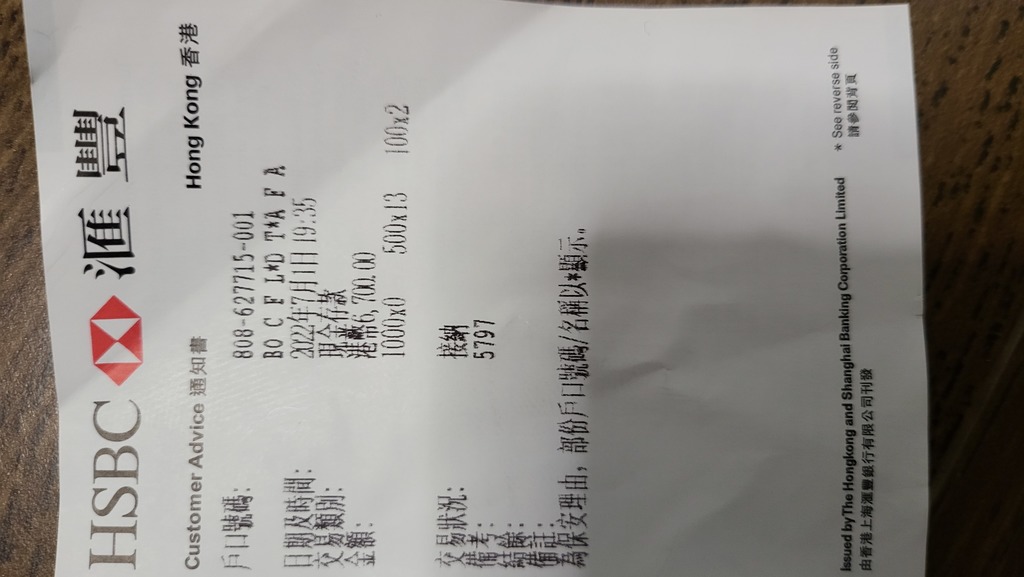 HSBC 滙豐
Customer Advice 通知書 Hong Kong 香港
戶口號碼: 808-627715-001
BO C F L*D T*A F A
日期及時間: 2022年7月1日 19:35
交易類別: 現金存款
金額: 港幣6,700.00
1000x0 500x13 100x2
交易狀況: 接納
備考: 5797
結餘:
備註:
為保安理由, 部份戶口號碼/名稱以*顯示。
Issued by The Hongkong and Shanghai Banking Corporation Limited * See reverse side
由香港上海滙豐銀行有限公司刊發 請參閱背頁